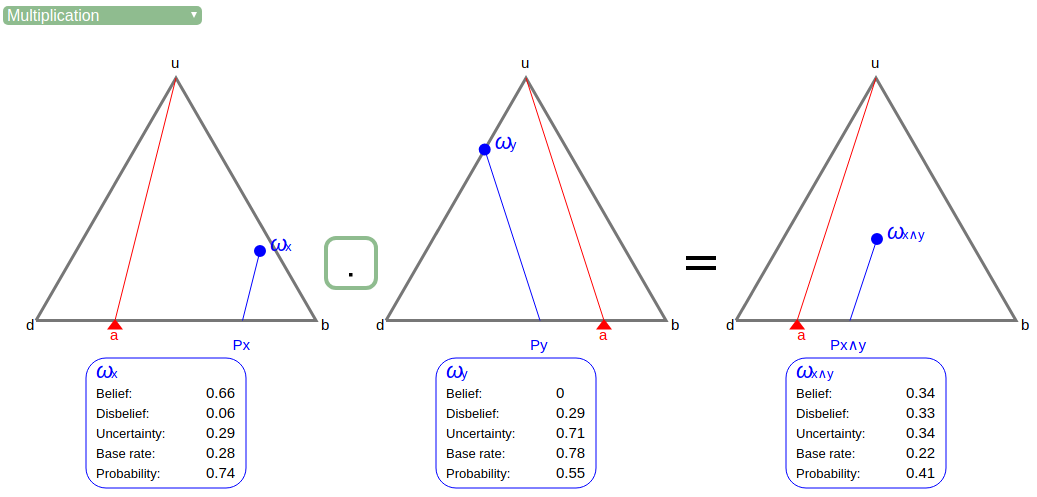 Multiplication
u
u
u
ωy
ωx∧y
ωx
.
=
d
b
d
b
d
b
a
a
a
Px
Py
Px∧y
ωx
Belief: 0.66
Disbelief: 0.06
Uncertainty: 0.29
Base rate: 0.28
Probability: 0.74
ωy
Belief: 0
Disbelief: 0.29
Uncertainty: 0.71
Base rate: 0.78
Probability: 0.55
ωx∧y
Belief: 0.34
Disbelief: 0.33
Uncertainty: 0.34
Base rate: 0.22
Probability: 0.41